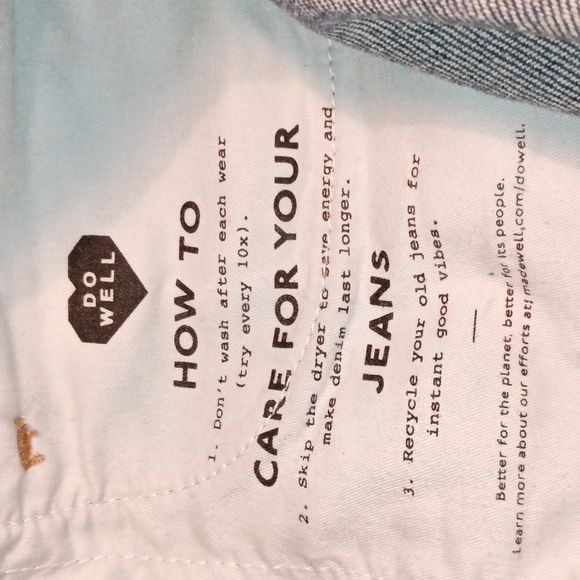 DO
WELL
HOW TO
1. Don't wash after each wear
(try every 10x).
CARE FOR YOUR
2. Skip the dryer to save energy and
make denim last longer.
JEANS
3. Recycle your old jeans for
instant good vibes.
Better for the planet, better for its people.
Learn more about our efforts at madewell.com/dowell.